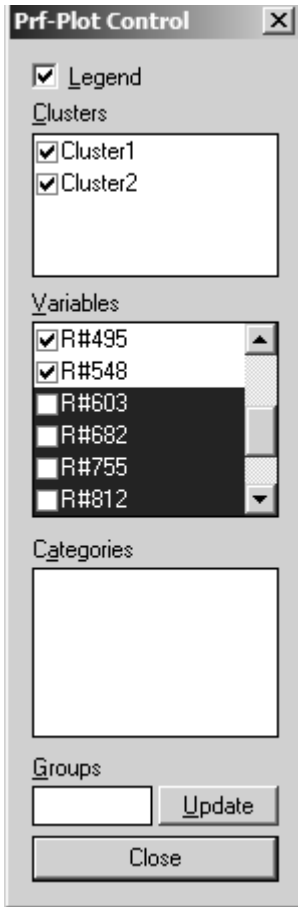 Prf-Plot Control
Legend
Clusters
Cluster1
Cluster2
Variables
R#495
R#548
R#603
R#682
R#755
R#812
Categories
Groups
Update
Close